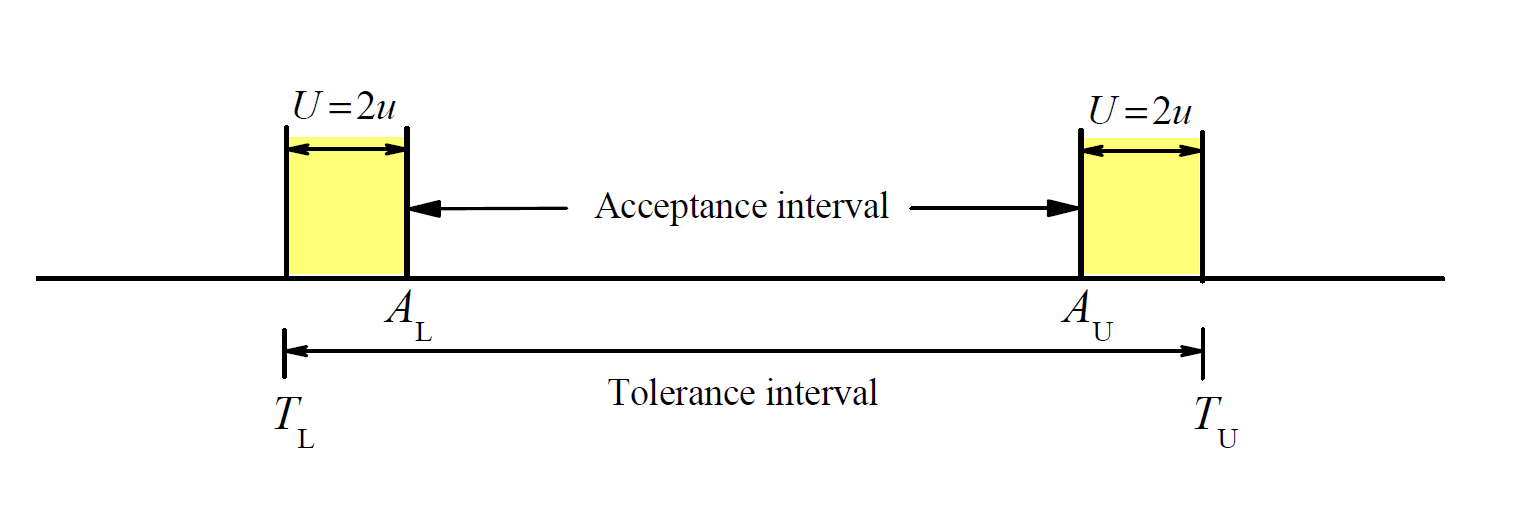 U=2u
U=2u
Acceptance interval
A_L
A_U
Tolerance interval
T_L
T_U